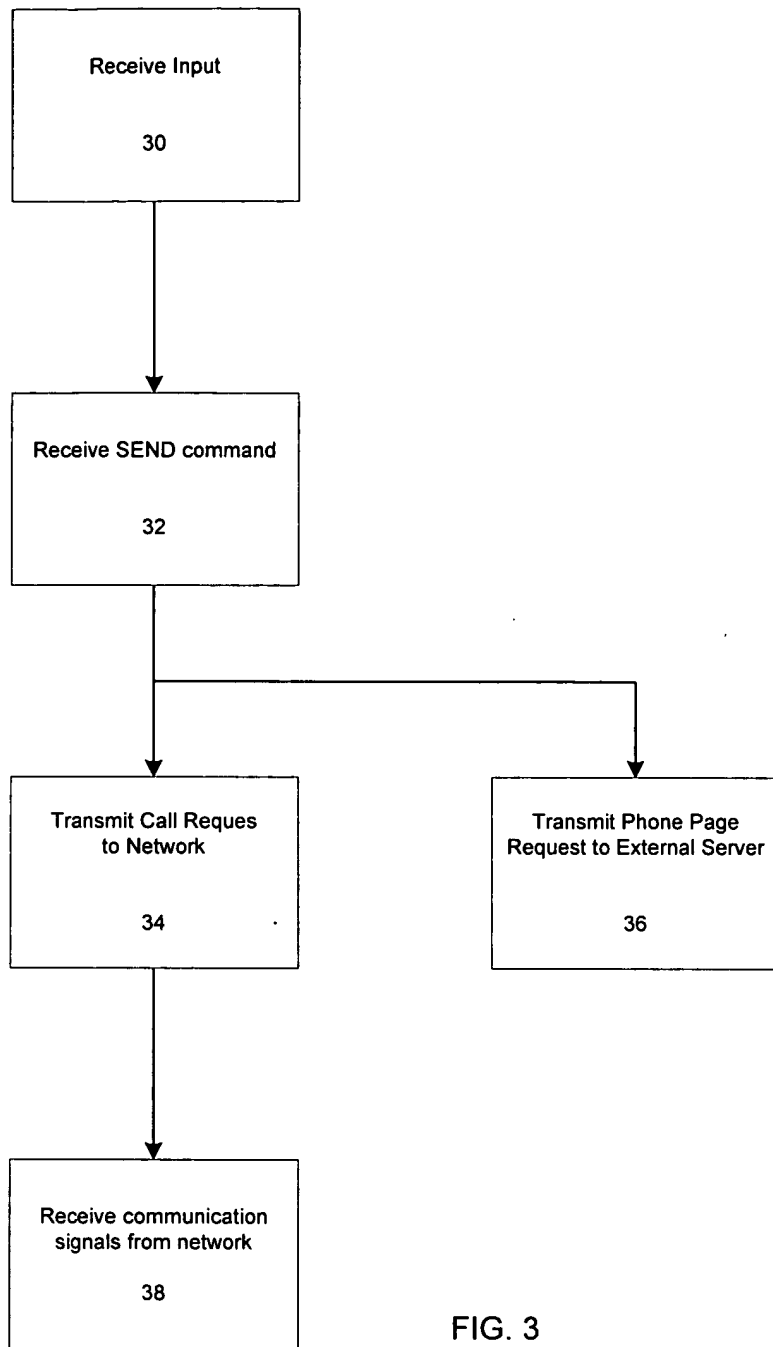 Receive Input
30
Receive SEND command
32
Transmit Call Reques
to Network
34
Transmit Phone Page
Request to External Server
36
Receive communication
signals from network
38
FIG. 3